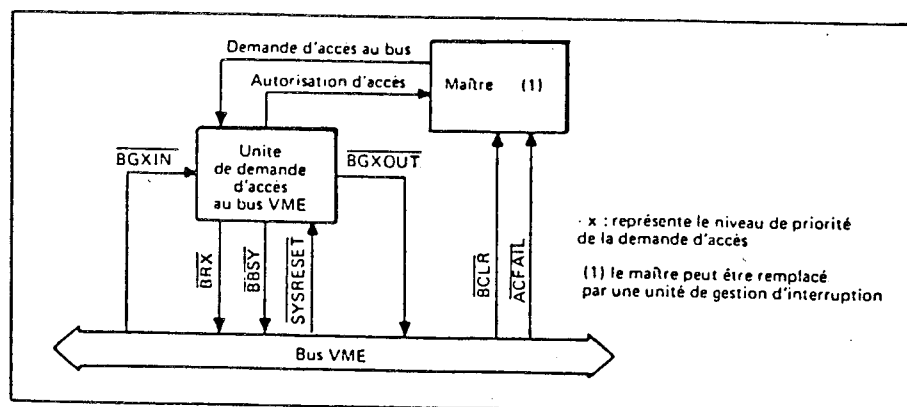 Demande d'accès au bus
Autorisation d'accès
Maître (1)
BGXIN
Unite
de demande
d'accès
au bus VME
BGXOUT
BRX
BBSY
SYSRESET
BCLR
ACFAIL
x : représente le niveau de priorité
de la demande d'accès
(1) le maître peut être remplacé
par une unité de gestion d'interruption
Bus VME